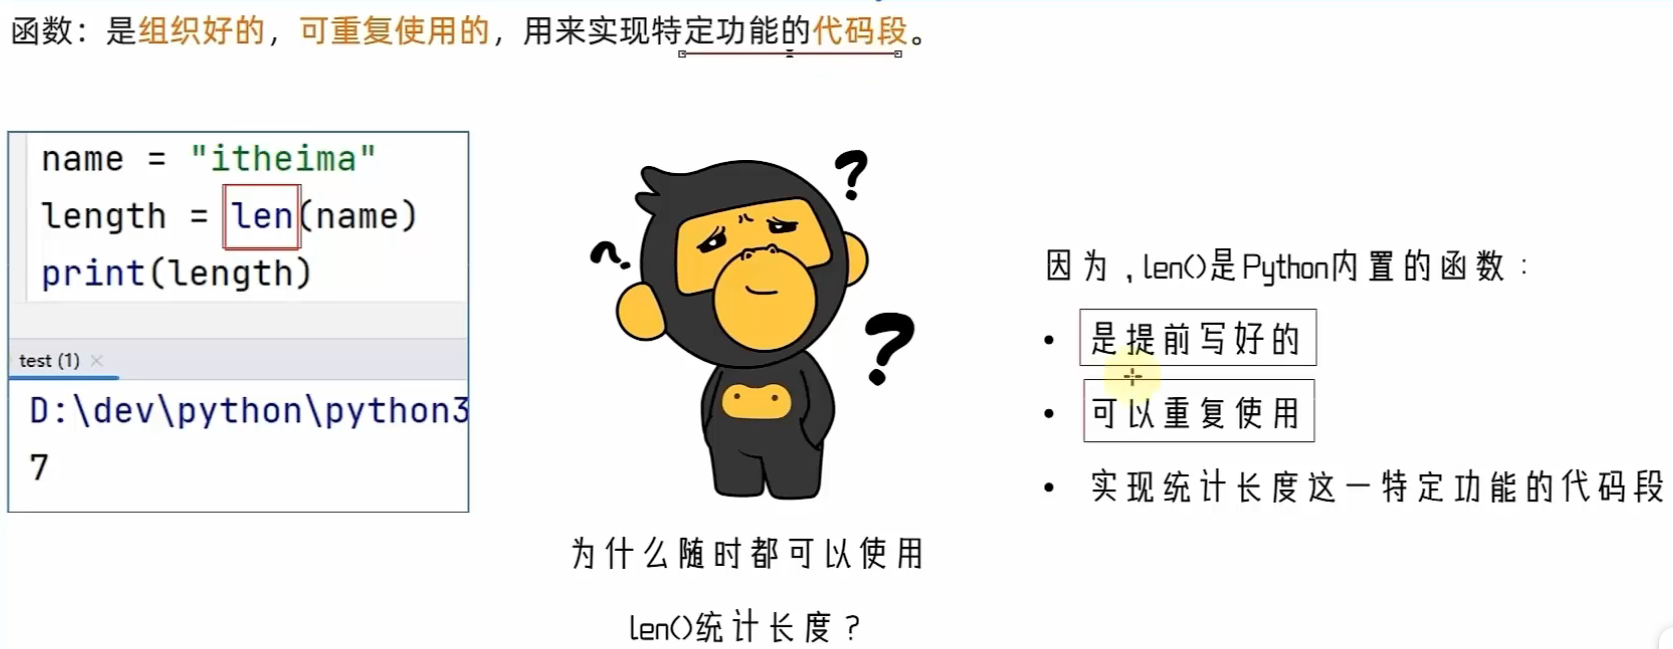 函数：是组织好的，可重复使用的，用来实现特定功能的代码段。
name = "itheima"
length = len(name)
print(length)
test (1)
D:\dev\python\python3
7
为什么随时都可以使用
len()统计长度？
因为,len()是Python内置的函数：
• 是提前写好的
• 可以重复使用
• 实现统计长度这一特定功能的代码段